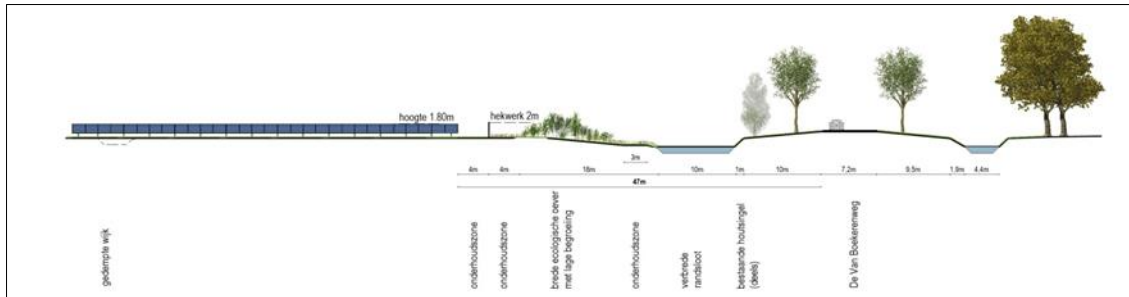 hoogte 1.80m
hekwerk 2m
3m
4m
4m
18m
10m
1m
10m
7.2m
9.5m
1.9m
4.4m
47m
gedempte wijk
onderhoudszone
onderhoudszone
brede ecologische oever
met lage begroeiing
onderhoudszone
verbrede
randsloot
bestaande houtsingel
(deels)
De Van Boekerenweg